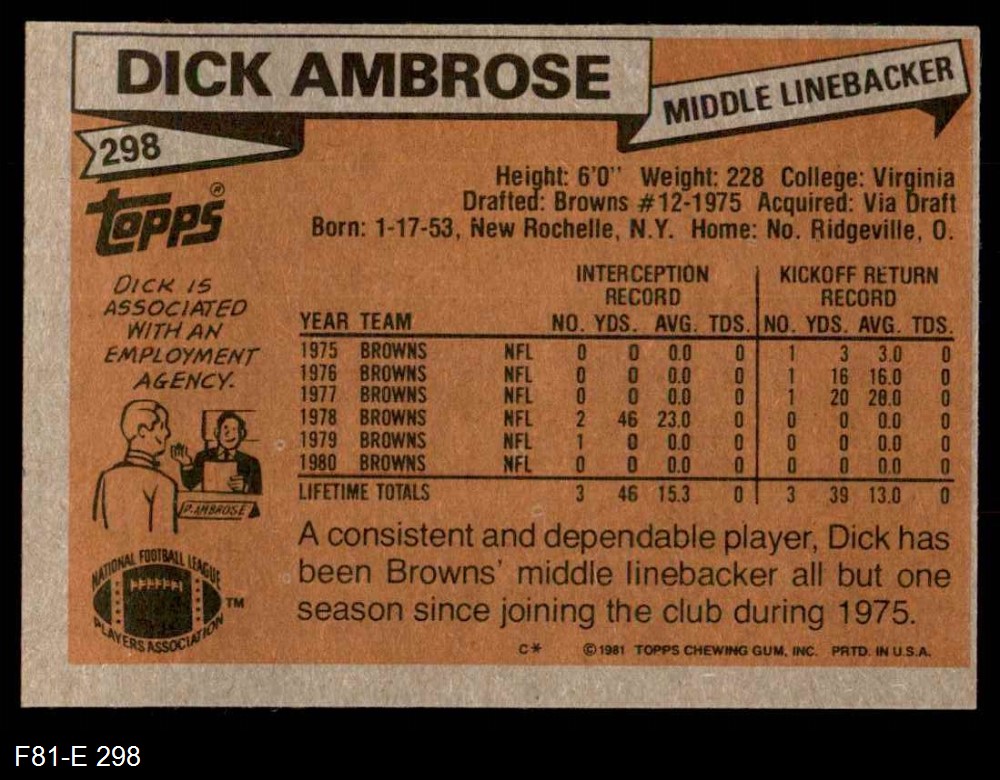 DICK AMBROSE
MIDDLE LINEBACKER
298
topps®
Height: 6'0" Weight: 228 College: Virginia
Drafted: Browns #12-1975 Acquired: Via Draft
Born: 1-17-53, New Rochelle, N.Y. Home: No. Ridgeville, O.
DICK IS
ASSOCIATED
WITH AN
EMPLOYMENT
AGENCY.
D. AMBROSE
NATIONAL FOOTBALL LEAGUE
PLAYERS ASSOCIATION
TM
INTERCEPTION RECORD | KICKOFF RETURN RECORD
YEAR TEAM NO. YDS. AVG. TDS. NO. YDS. AVG. TDS.
1975 BROWNS NFL 0 0 0.0 0 1 3 3.0 0
1976 BROWNS NFL 0 0 0.0 0 1 16 16.0 0
1977 BROWNS NFL 0 0 0.0 0 1 20 20.0 0
1978 BROWNS NFL 2 46 23.0 0 0 0 0.0 0
1979 BROWNS NFL 1 0 0.0 0 0 0 0.0 0
1980 BROWNS NFL 0 0 0.0 0 0 0 0.0 0
LIFETIME TOTALS 3 46 15.3 0 3 39 13.0 0
A consistent and dependable player, Dick has
been Browns' middle linebacker all but one
season since joining the club during 1975.
C* ©1981 TOPPS CHEWING GUM, INC. PRTD. IN U.S.A.
F81-E 298